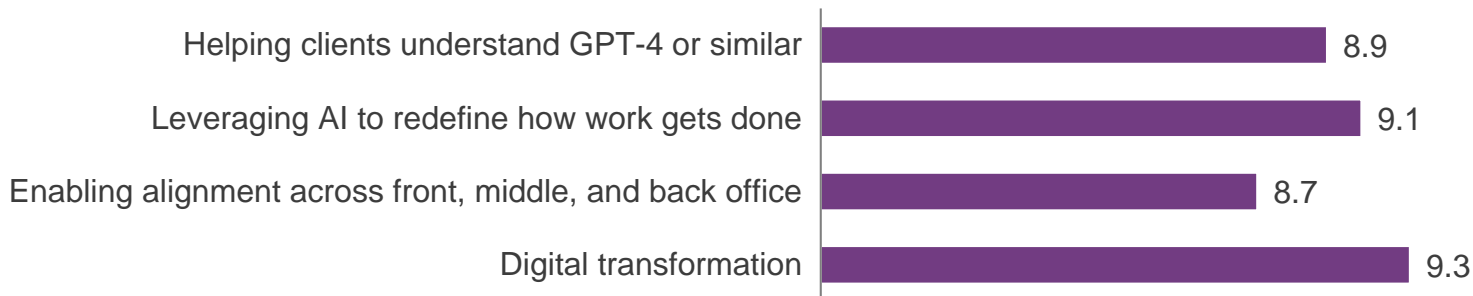 Helping clients understand GPT-4 or similar 8.9
Leveraging AI to redefine how work gets done 9.1
Enabling alignment across front, middle, and back office 8.7
Digital transformation 9.3